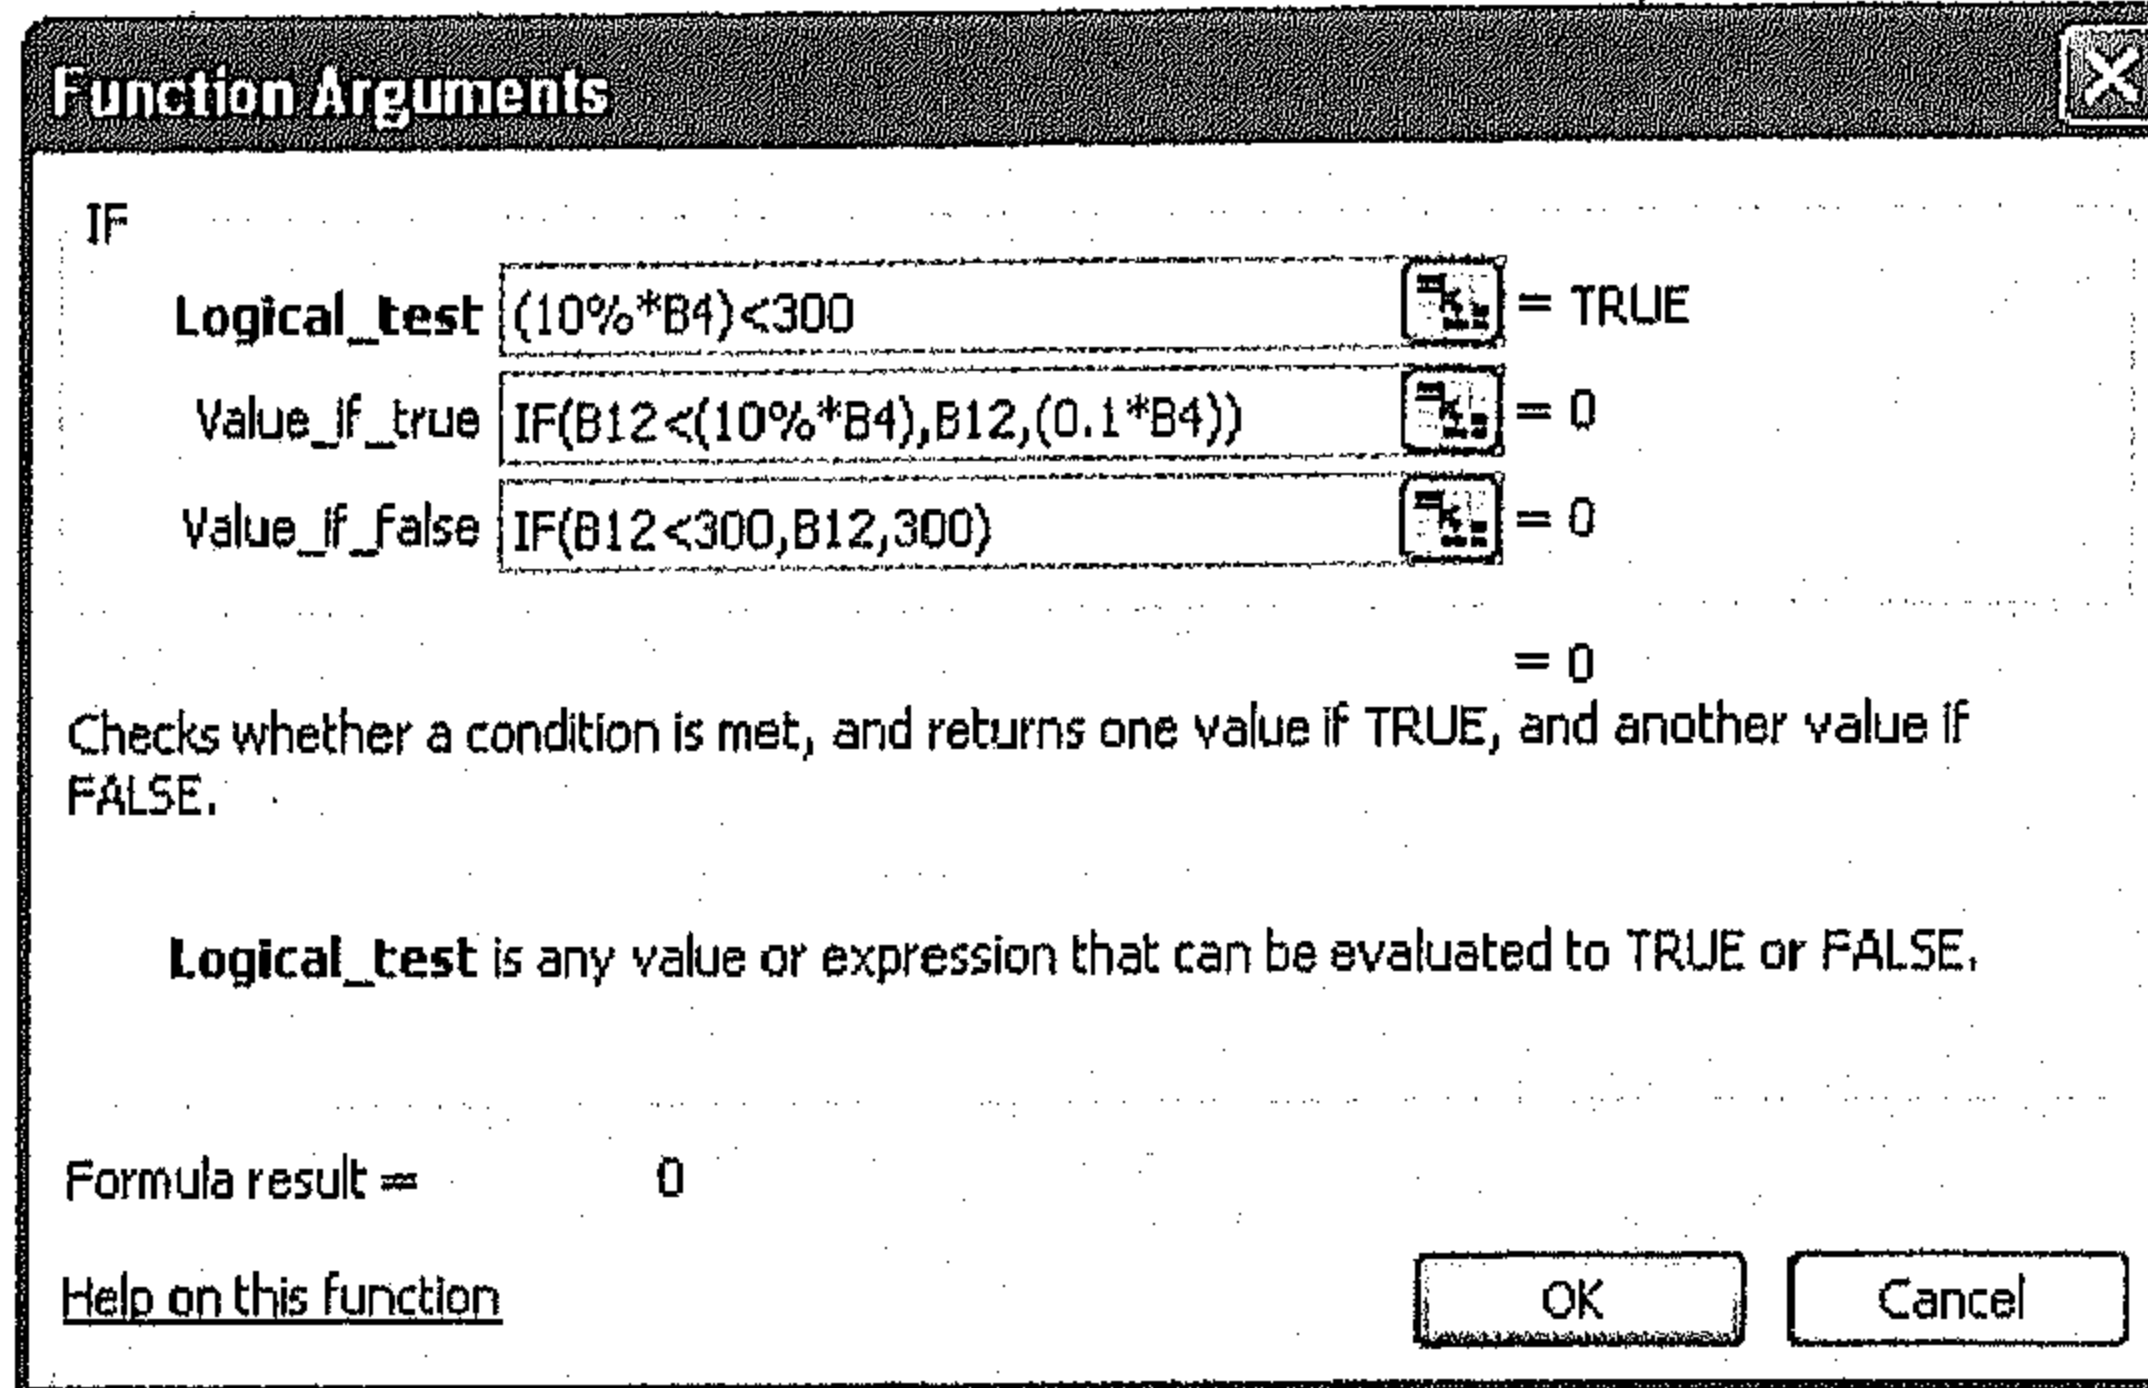 Function Arguments
IF
Logical_test (10%*B4)<300 = TRUE
Value_if_true IF(B12<(10%*B4),B12,(0.1*B4)) = 0
Value_if_false IF(B12<300,B12,300) = 0
= 0
Checks whether a condition is met, and returns one value if TRUE, and another value if
FALSE.
Logical_test is any value or expression that can be evaluated to TRUE or FALSE.
Formula result = 0
Help on this function
OK Cancel